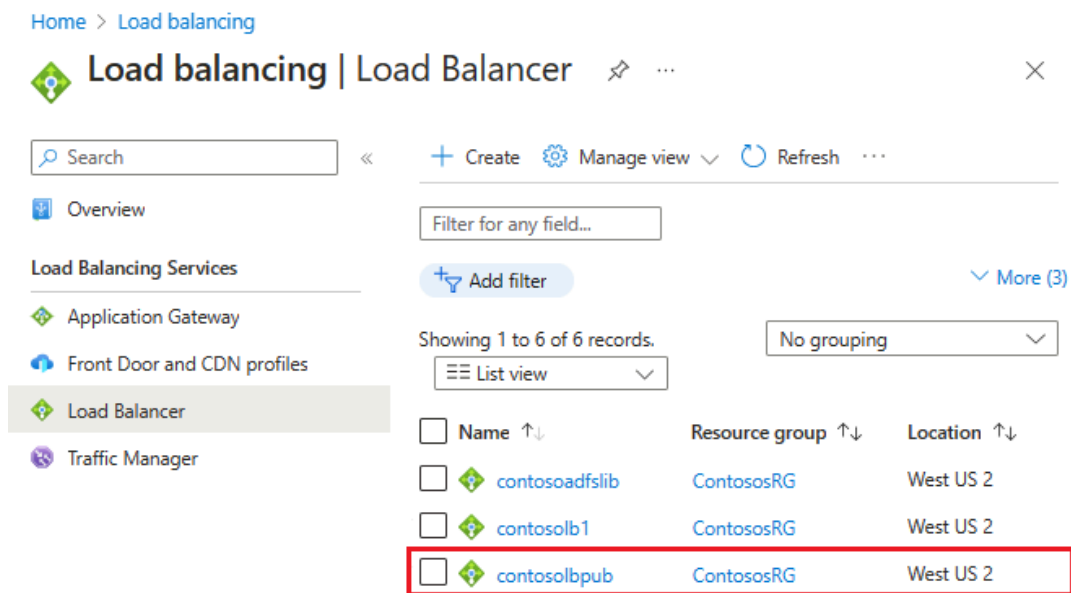 Home > Load balancing
Load balancing | Load Balancer ...
Search «
Overview
Load Balancing Services
Application Gateway
Front Door and CDN profiles
Load Balancer
Traffic Manager
+ Create Manage view Refresh ...
Filter for any field...
Add filter More (3)
Showing 1 to 6 of 6 records. No grouping
List view
Name ↑↓ Resource group ↑↓ Location ↑↓
contosoadfslib ContososRG West US 2
contosolb1 ContososRG West US 2
contosolbpub ContososRG West US 2